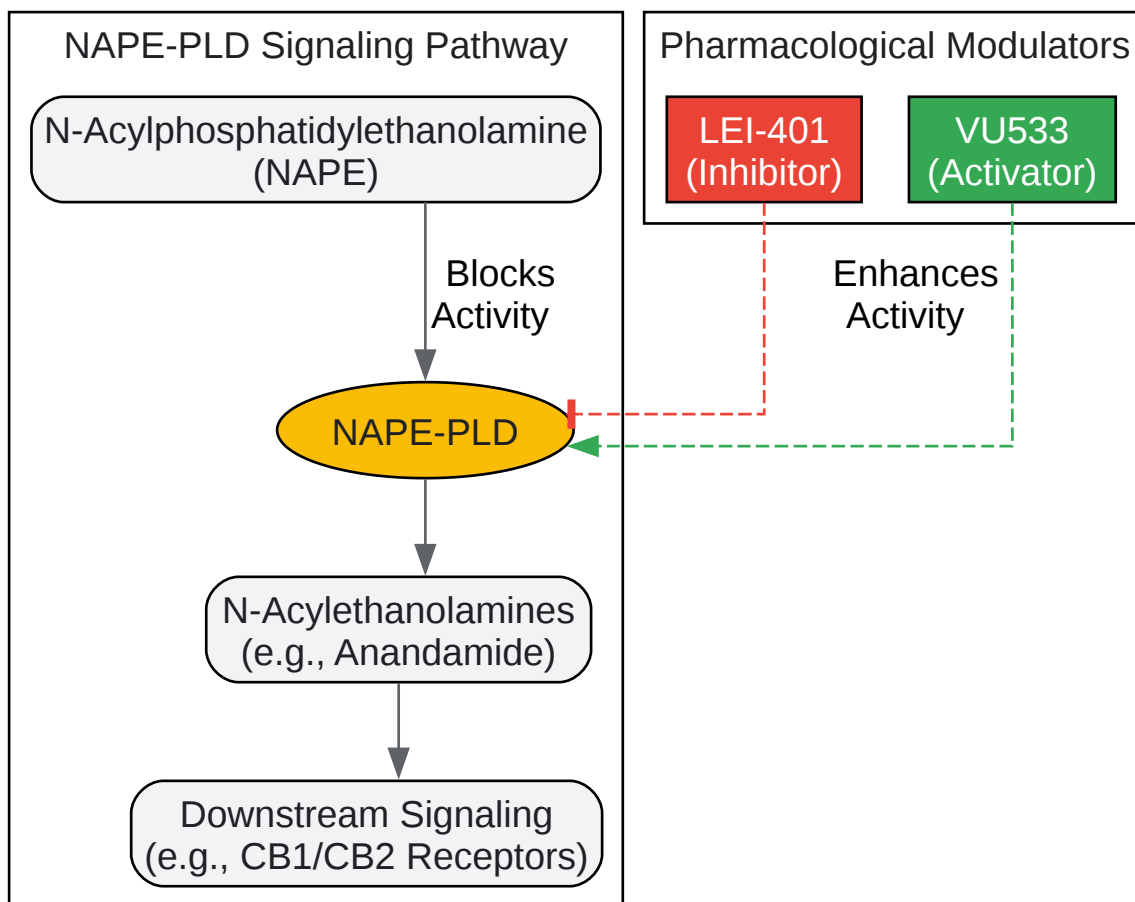 NAPE-PLD Signaling Pathway
N-Acylphosphatidylethanolamine
(NAPE)
Blocks
Activity
NAPE-PLD
N-Acylethanolamines
(e.g., Anandamide)
Downstream Signaling
(e.g., CB1/CB2 Receptors)
Pharmacological Modulators
LEI-401
(Inhibitor)
VU533
(Activator)
Enhances
Activity